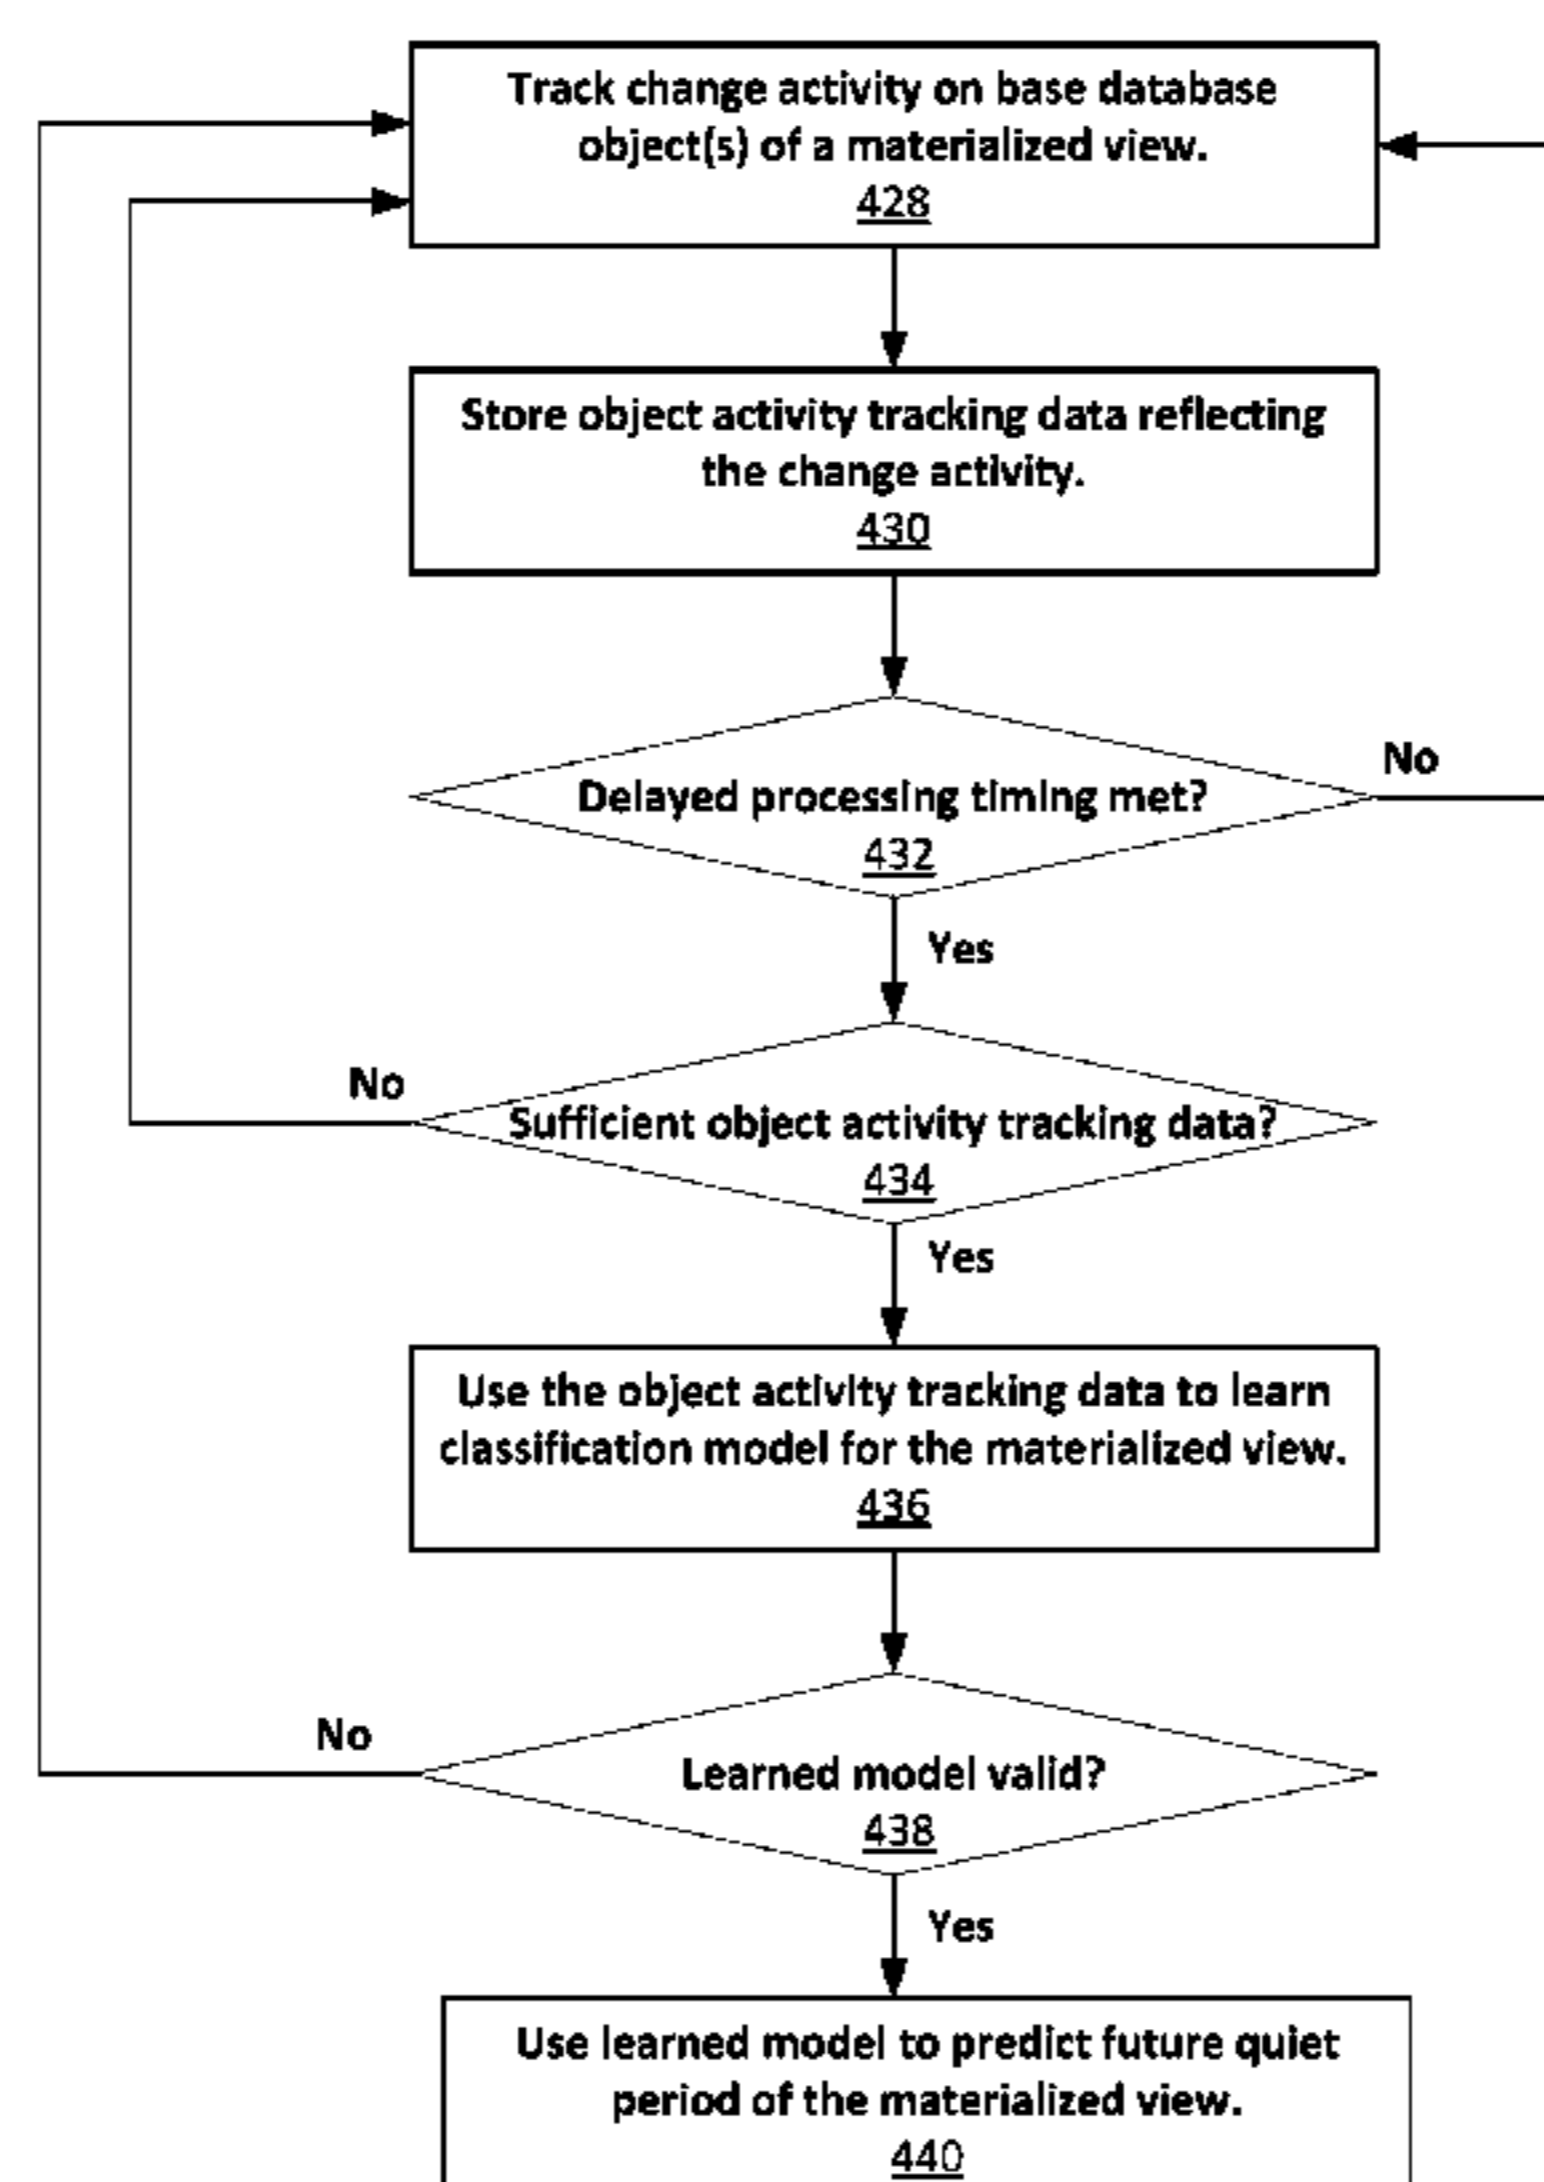 Track change activity on base database
object(s) of a materialized view.
428
Store object activity tracking data reflecting
the change activity.
430
No
Delayed processing timing met?
432
Yes
No
Sufficient object activity tracking data?
434
Yes
Use the object activity tracking data to learn
classification model for the materialized view.
436
No
Learned model valid?
438
Yes
Use learned model to predict future quiet
period of the materialized view.
440